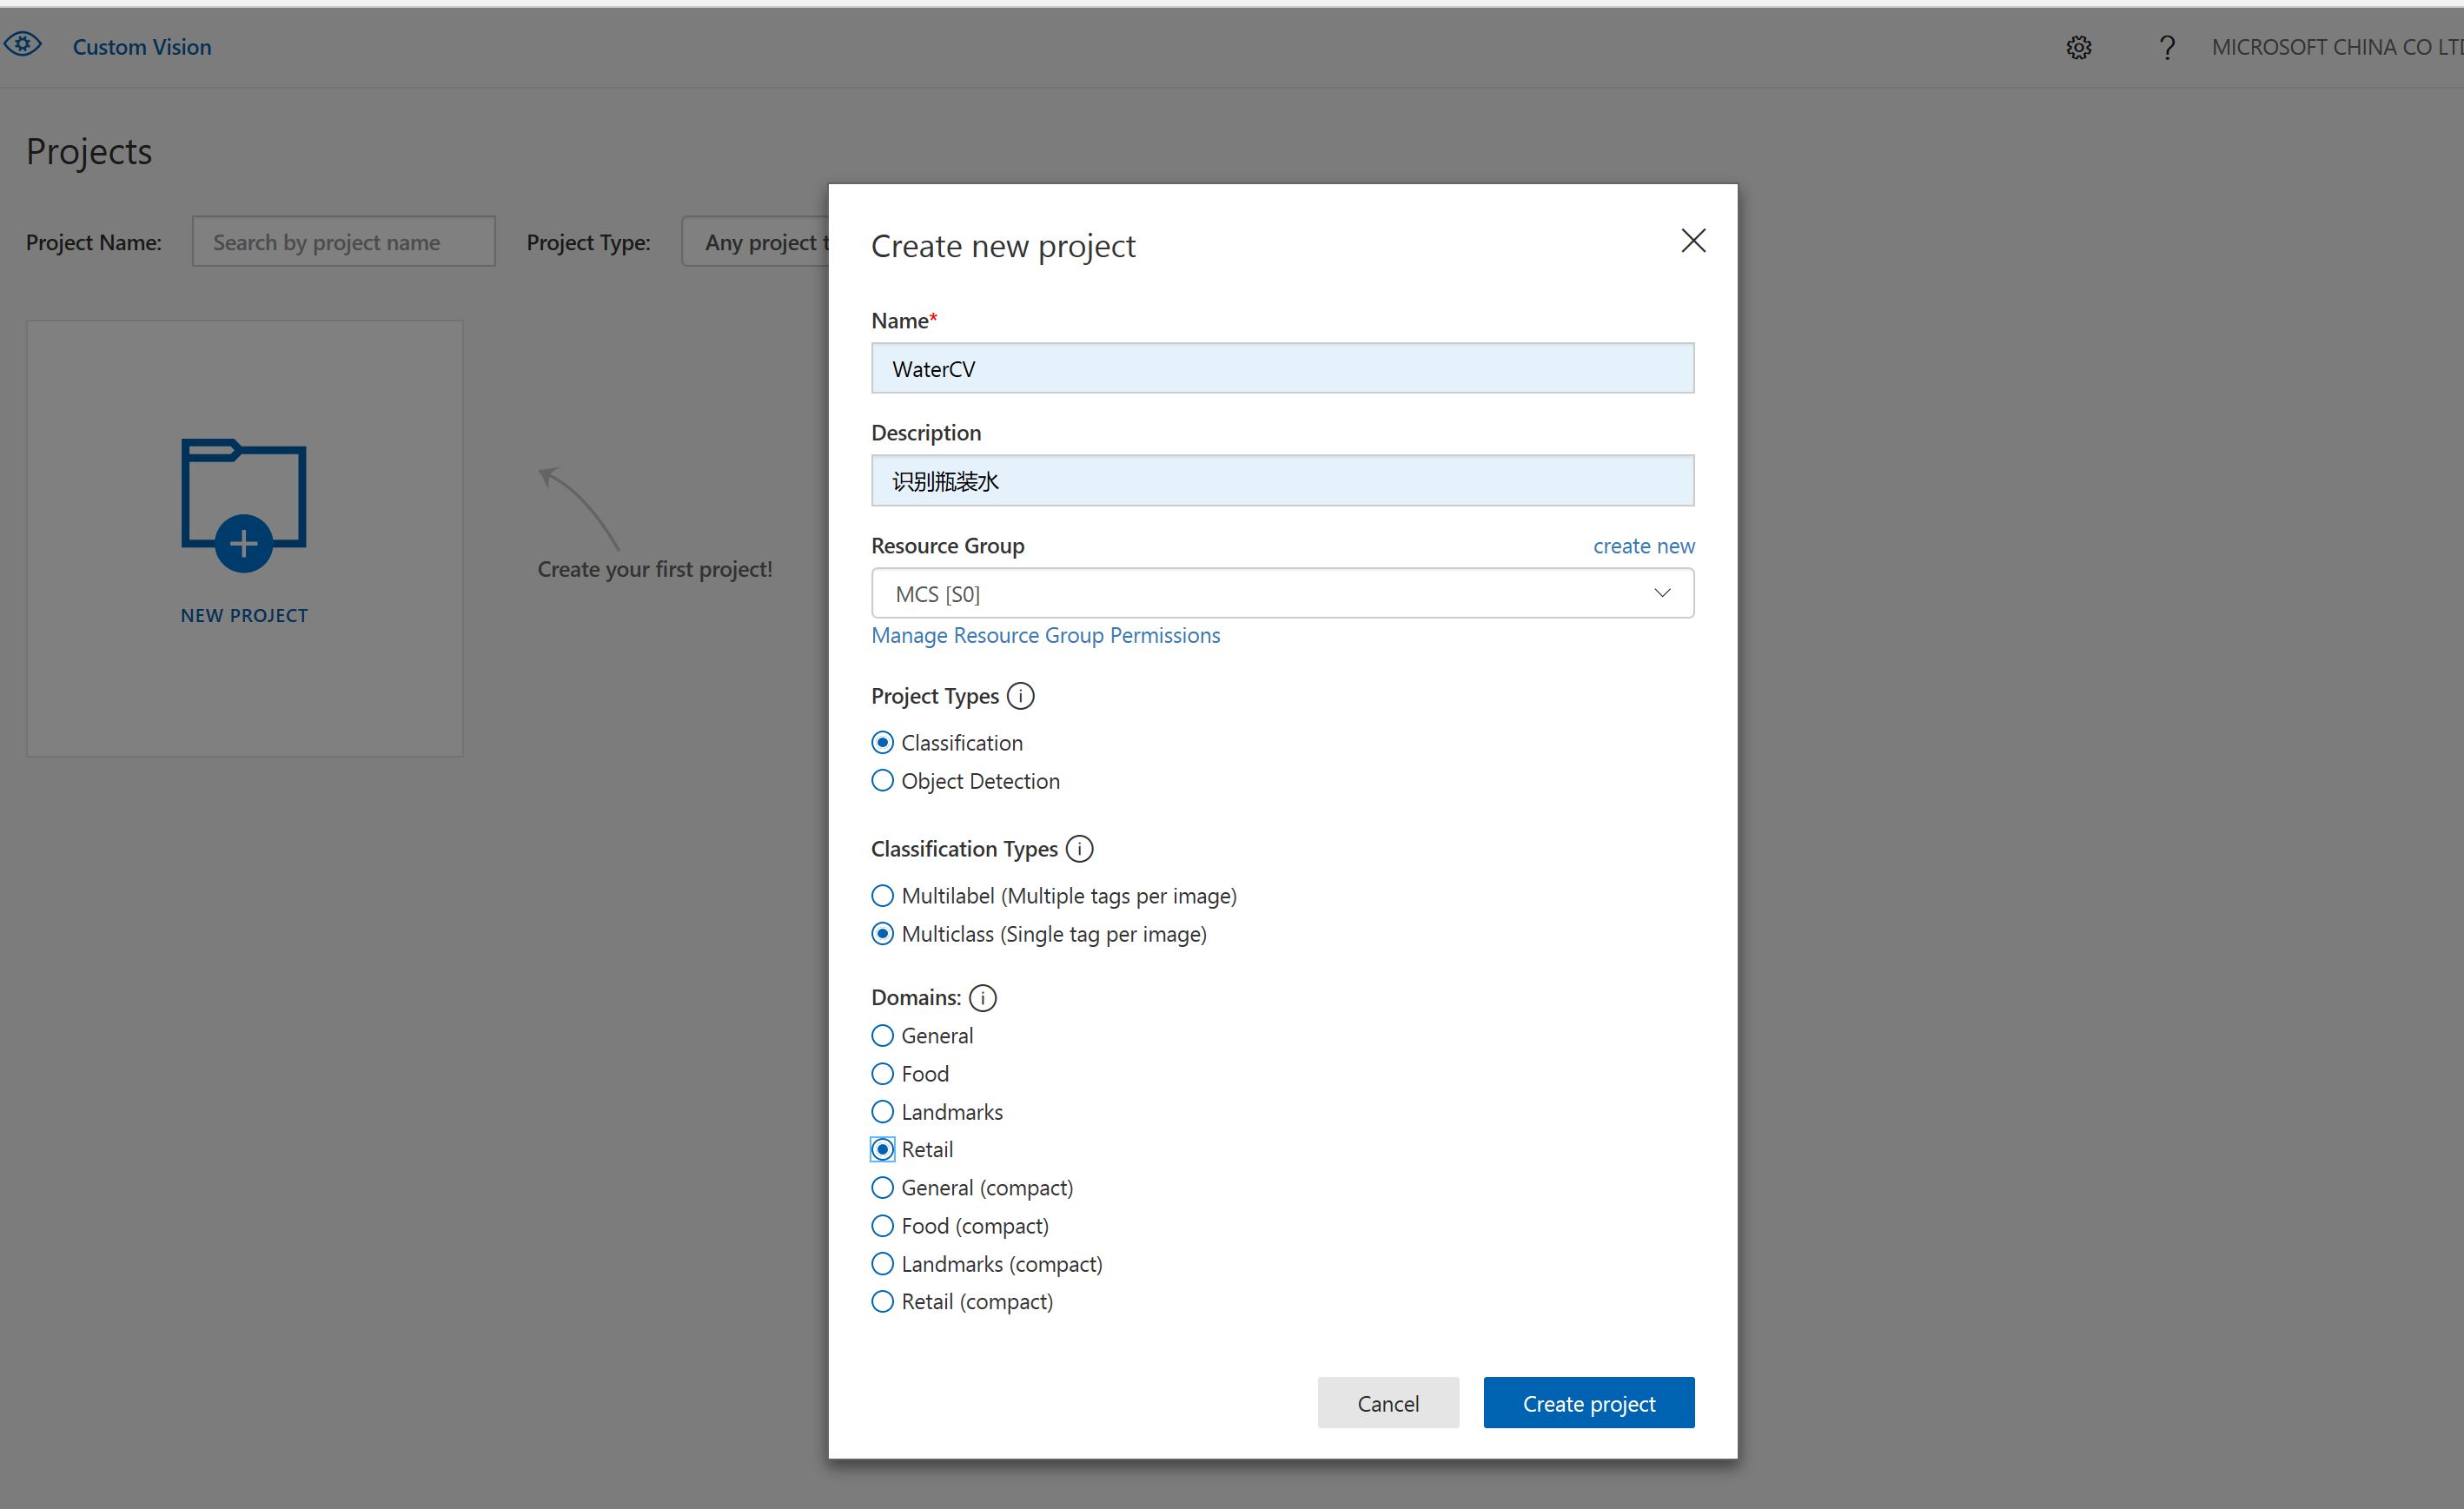 Custom Vision
MICROSOFT CHINA CO
Projects
Project Name:
Search by project name
Project Type:
Any project
NEW PROJECT
Create your first project!
Create new project
Name*
WaterCV
Description
识别瓶装水
Resource Group
create new
MCS [S0]
Manage Resource Group Permissions
Project Types
Classification
Object Detection
Classification Types
Multilabel (Multiple tags per image)
Multiclass (Single tag per image)
Domains:
General
Food
Landmarks
Retail
General (compact)
Food (compact)
Landmarks (compact)
Retail (compact)
Cancel
Create project